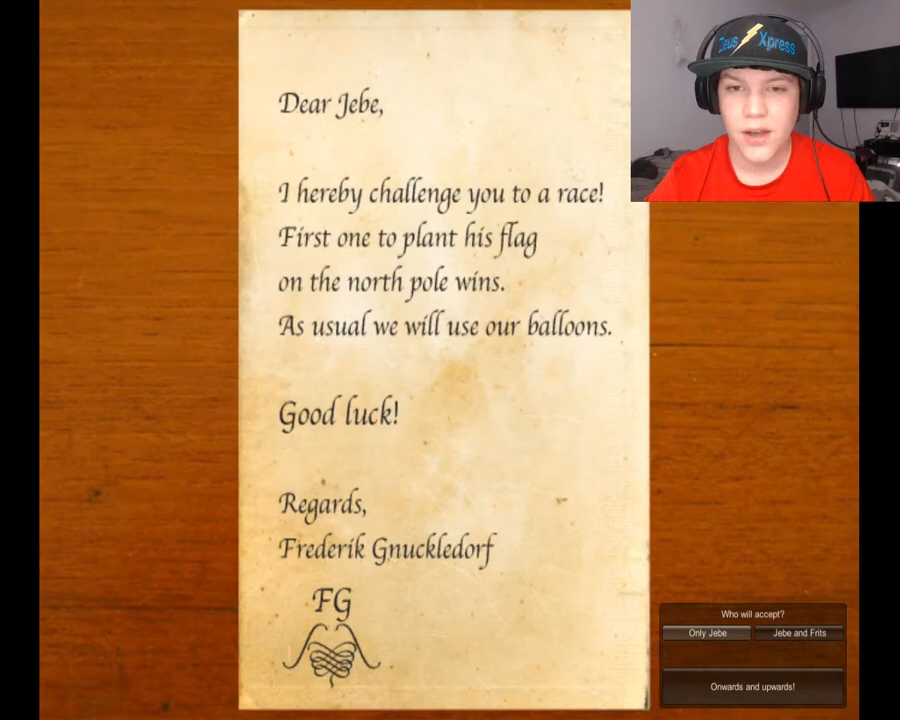 Zeus Xpress
Dear Jebe,
I hereby challenge you to a race!
First one to plant his flag
on the north pole wins.
As usual we will use our balloons.
Good luck!
Regards,
Frederik Gnuckledorf
FG
Who will accept?
Only Jebe
Jebe and Frits
Onwards and upwards!